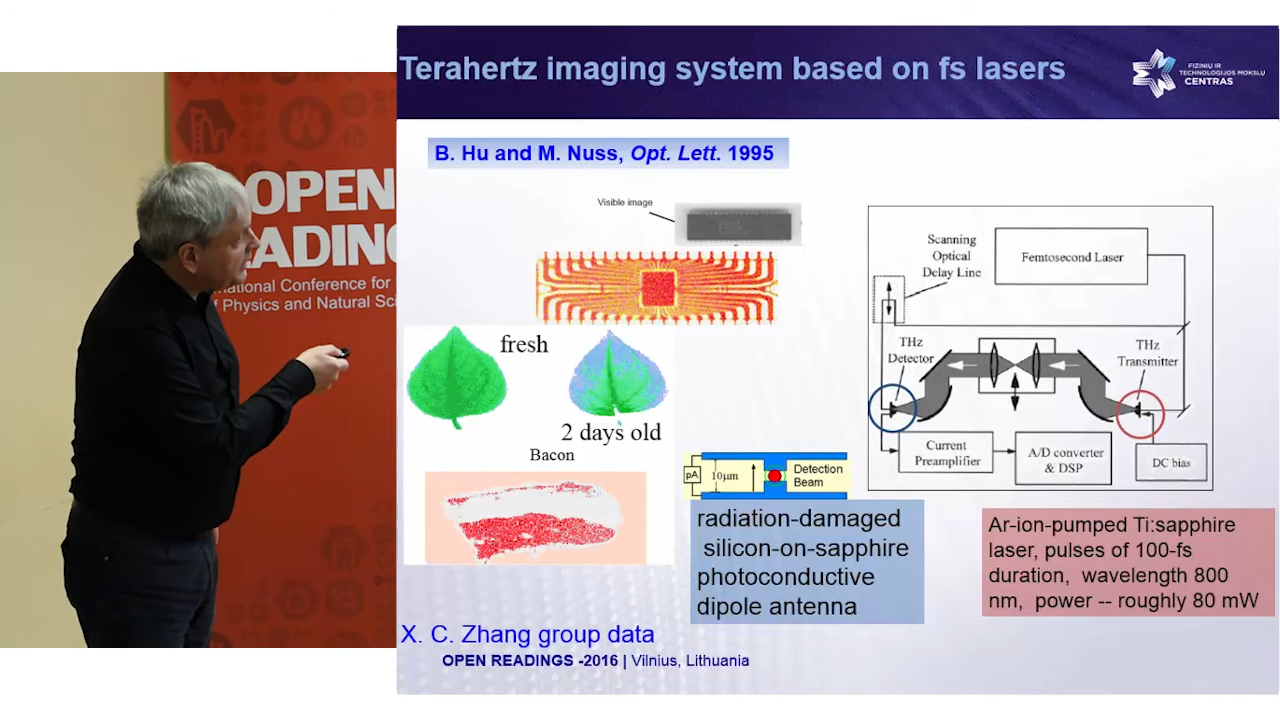 Terahertz imaging system based on fs lasers
FIZINIŲ IR
TECHNOLOGIJOS MOKSLŲ
CENTRAS
B. Hu and M. Nuss, Opt. Lett. 1995
Visible image
fresh
2 days old
Bacon
X. C. Zhang group data
OPEN READINGS -2016 | Vilnius, Lithuania
pA
10µm
Detection
Beam
radiation-damaged
silicon-on-sapphire
photoconductive
dipole antenna
Scanning
Optical
Delay Line
Femtosecond Laser
THz
Detector
THz
Transmitter
Current
Preamplifier
A/D converter
& DSP
DC bias
Ar-ion-pumped Ti:sapphire
laser, pulses of 100-fs
duration, wavelength 800
nm, power -- roughly 80 mW
OPEN
International Conference for
of Physics and Natural